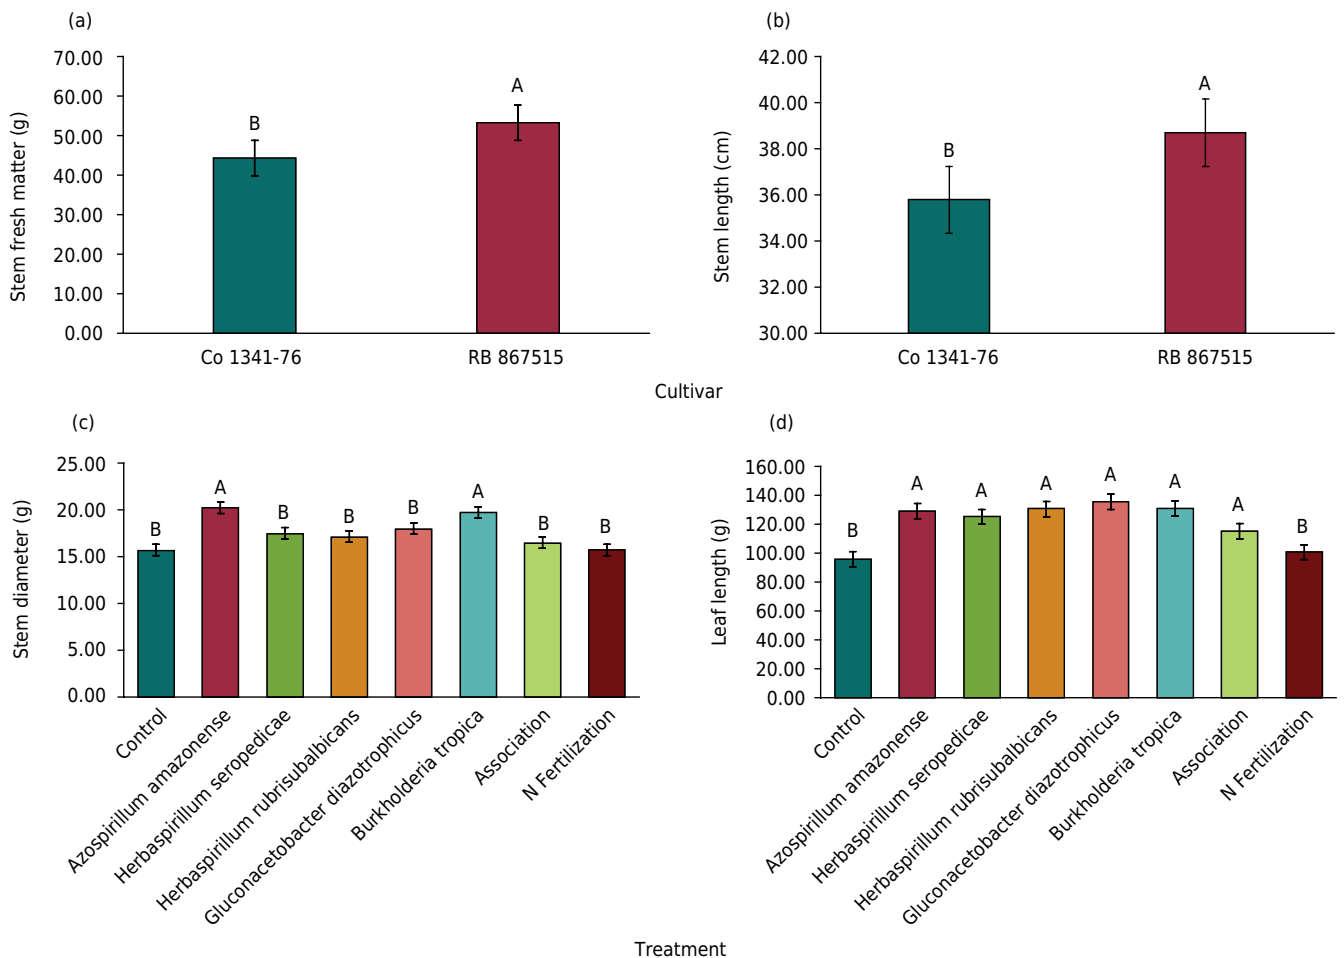 (a)
Stem fresh matter (g)
70.00
60.00
50.00
40.00
30.00
20.00
10.00
0.00
B
A
Co 1341-76
RB 867515
(b)
Stem length (cm)
42.00
40.00
38.00
36.00
34.00
32.00
30.00
B
A
Co 1341-76
RB 867515
Cultivar
(c)
Stem diameter (g)
25.00
20.00
15.00
10.00
5.00
0.00
B
A
B
B
B
A
B
B
Control
Azospirillum amazonense
Herbaspirillum seropedicae
Herbaspirillum rubrisubalbicans
Gluconacetobacter diazotrophicus
Burkholderia tropica
Association
N Fertilization
(d)
Leaf length (g)
160.00
140.00
120.00
100.00
80.00
60.00
40.00
20.00
0.00
B
A
A
A
A
A
A
B
Control
Azospirillum amazonense
Herbaspirillum seropedicae
Herbaspirillum rubrisubalbicans
Gluconacetobacter diazotrophicus
Burkholderia tropica
Association
N Fertilization
Treatment